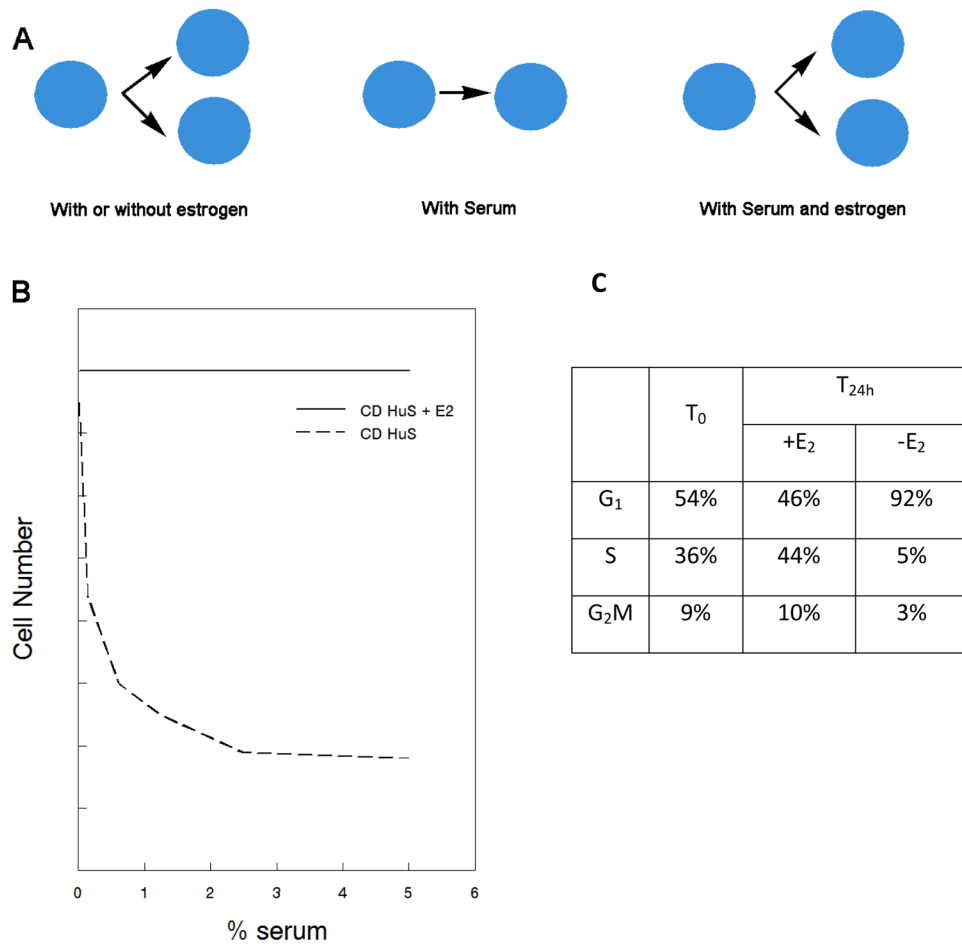 A
With or without estrogen
With Serum
With Serum and estrogen
B
CD HuS + E2
CD HuS
Cell Number
0 1 2 3 4 5 6
% serum
C
T₀ T₂₄ₕ
+E₂ -E₂
G₁ 54% 46% 92%
S 36% 44% 5%
G₂M 9% 10% 3%